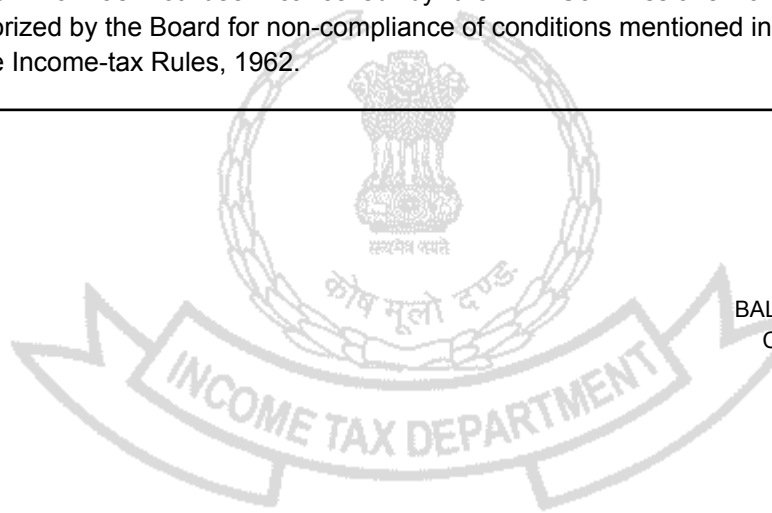 orized by the Board for non-compliance of conditions mentioned in
e Income-tax Rules, 1962.
सत्यमेव जयते
कोष मूलो दण्डः
BAL
INCOME TAX DEPARTMENT